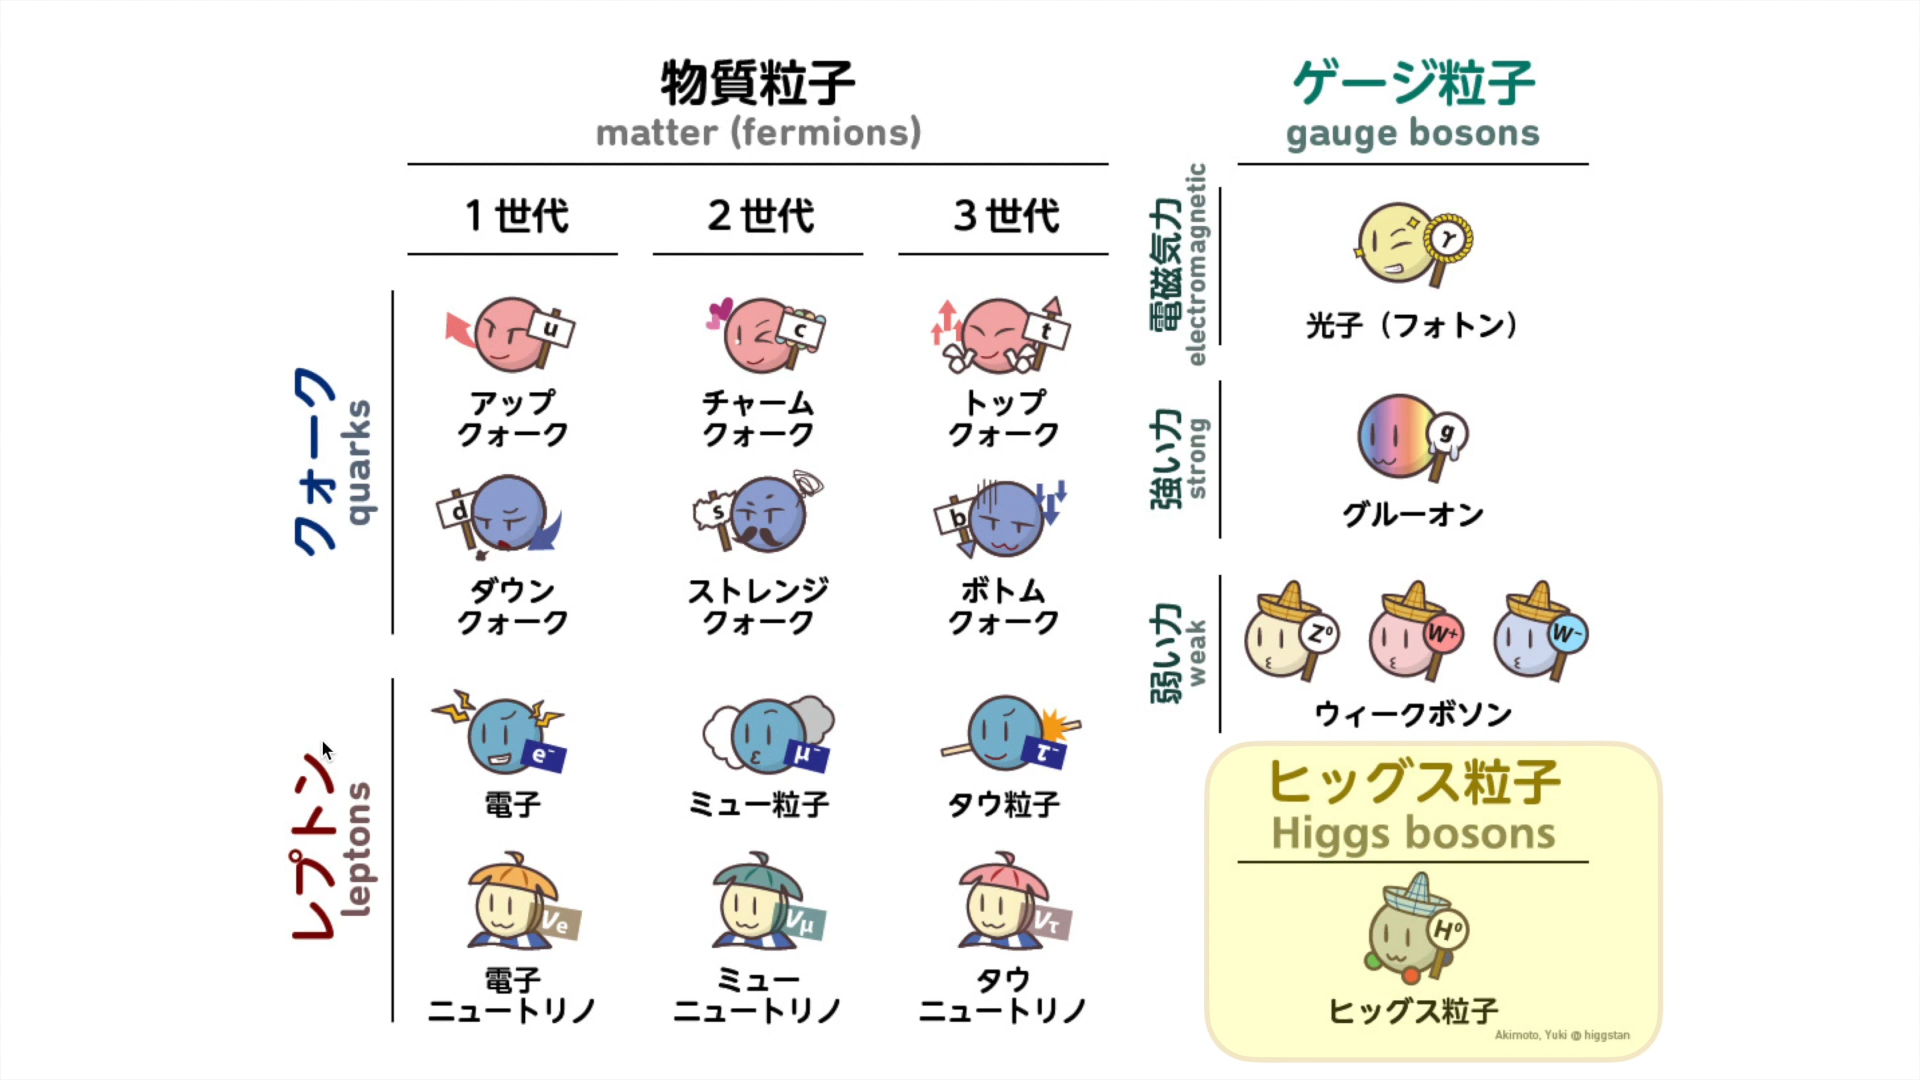 物質粒子
matter (fermions)
1世代
2世代
3世代
クォーク
quarks
u
アップ
クォーク
c
チャーム
クォーク
t
トップ
クォーク
d
ダウン
クォーク
s
ストレンジ
クォーク
b
ボトム
クォーク
レプトン
leptons
e⁻
電子
μ⁻
ミュー粒子
τ⁻
タウ粒子
νe
電子
ニュートリノ
νμ
ミュー
ニュートリノ
ντ
タウ
ニュートリノ
ゲージ粒子
gauge bosons
電磁気力
electromagnetic
γ
光子（フォトン）
強い力
strong
g
グルーオン
弱い力
weak
Z⁰
W⁺
W⁻
ウィークボソン
ヒッグス粒子
Higgs bosons
H⁰
ヒッグス粒子
Akimoto, Yuki @ higgstan